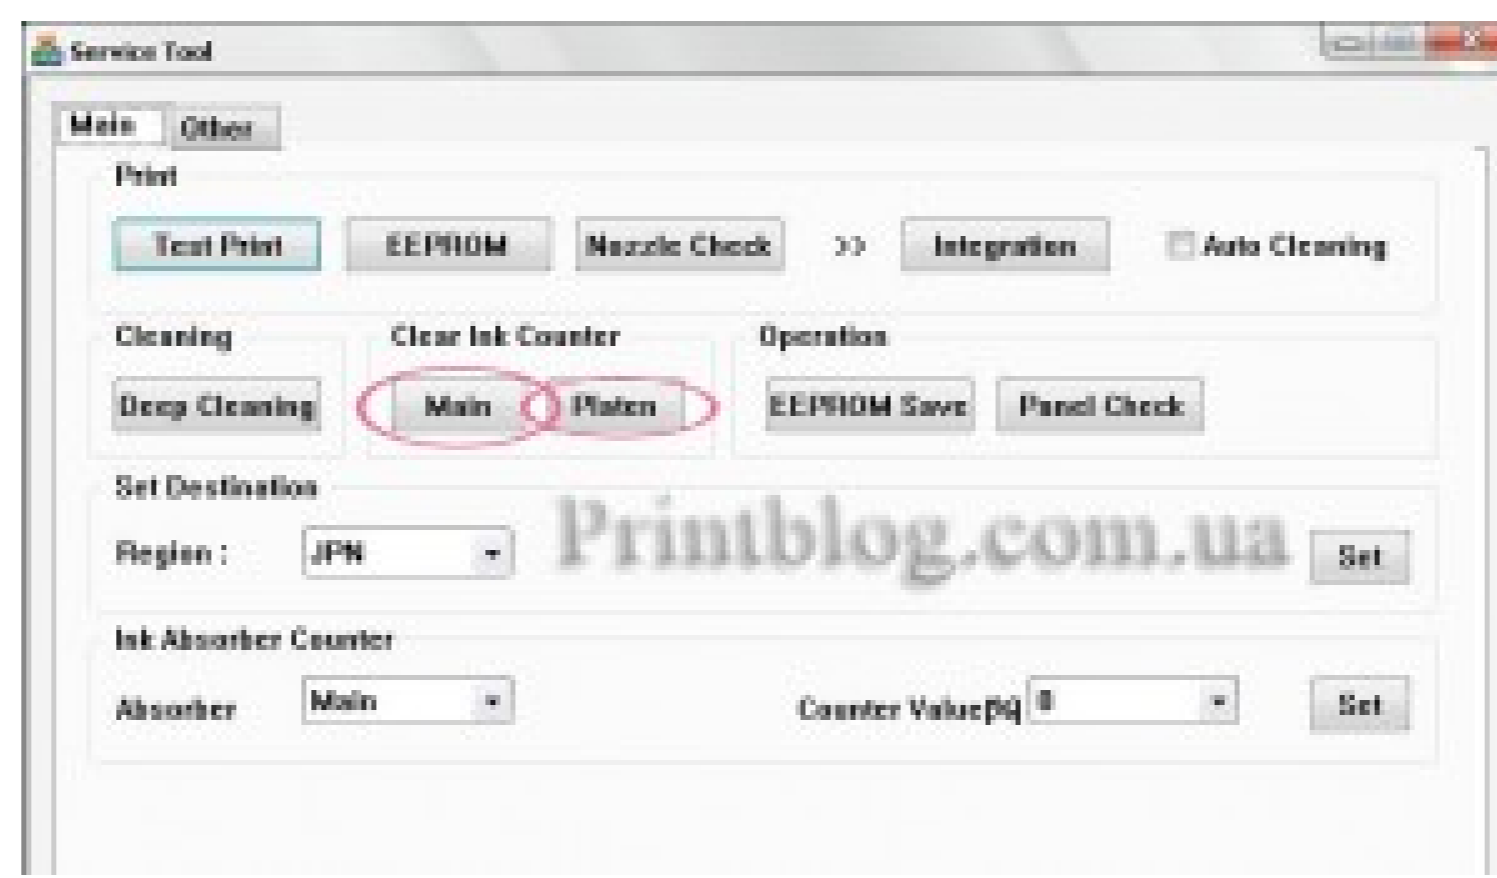 Service Tool
Main Other
Print
Test Print EEPROM Nozzle Check >> Integration Auto Cleaning
Cleaning Clear Ink Counter Operation
Deep Cleaning Main Platen EEPROM Save Panel Check
Set Destination
Region : JPN Set
Printblog.com.ua
Ink Absorber Counter
Absorber Main Counter Value(%) 0 Set